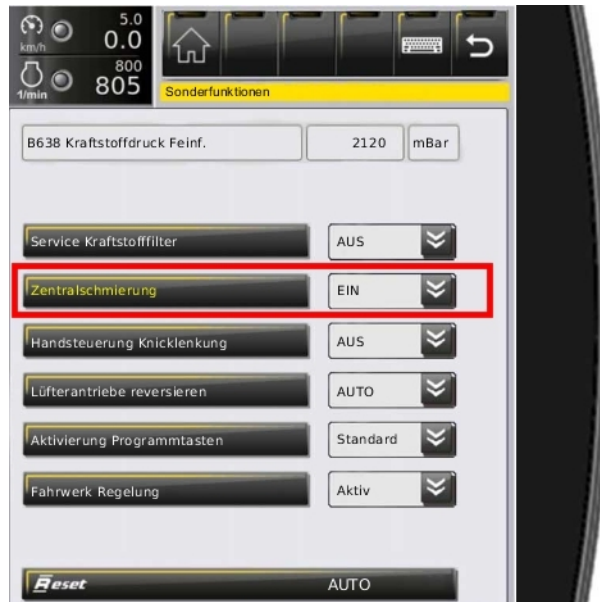 5.0
km/h 0.0
800
1/min 805
Sonderfunktionen
B638 Kraftstoffdruck Feinf. 2120 mBar
Service Kraftstofffilter AUS
Zentralschmierung EIN
Handsteuerung Knicklenkung AUS
Lüfterantriebe reversieren AUTO
Aktivierung Programmtasten Standard
Fahrwerk Regelung Aktiv
Reset AUTO